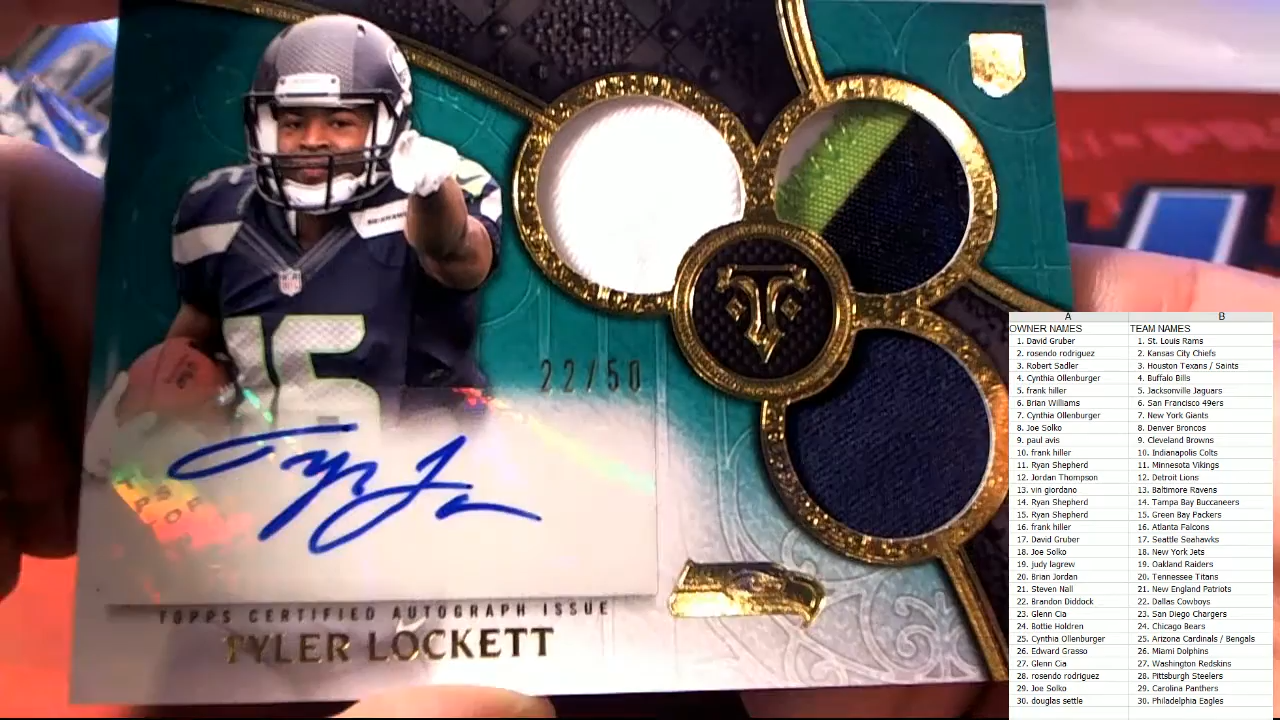 22/50
TOPPS CERTIFIED AUTOGRAPH ISSUE
TYLER LOCKETT
15
SEAHAWKS
A B
OWNER NAMES TEAM NAMES
1. David Gruber 1. St. Louis Rams
2. rosendo rodriguez 2. Kansas City Chiefs
3. Robert Sadler 3. Houston Texans / Saints
4. Cynthia Ollenburger 4. Buffalo Bills
5. frank hiller 5. Jacksonville Jaguars
6. Brian Williams 6. San Francisco 49ers
7. Cynthia Ollenburger 7. New York Giants
8. Joe Solko 8. Denver Broncos
9. paul avis 9. Cleveland Browns
10. frank hiller 10. Indianapolis Colts
11. Ryan Shepherd 11. Minnesota Vikings
12. Jordan Thompson 12. Detroit Lions
13. vin giordano 13. Baltimore Ravens
14. Ryan Shepherd 14. Tampa Bay Buccaneers
15. Ryan Shepherd 15. Green Bay Packers
16. frank hiller 16. Atlanta Falcons
17. David Gruber 17. Seattle Seahawks
18. Joe Solko 18. New York Jets
19. judy lagrew 19. Oakland Raiders
20. Brian Jordan 20. Tennessee Titans
21. Steven Nall 21. New England Patriots
22. Brandon Diddock 22. Dallas Cowboys
23. Glenn Cia 23. San Diego Chargers
24. Bottie Holdren 24. Chicago Bears
25. Cynthia Ollenburger 25. Arizona Cardinals / Bengals
26. Edward Grasso 26. Miami Dolphins
27. Glenn Cia 27. Washington Redskins
28. rosendo rodriguez 28. Pittsburgh Steelers
29. Joe Solko 29. Carolina Panthers
30. douglas settle 30. Philadelphia Eagles